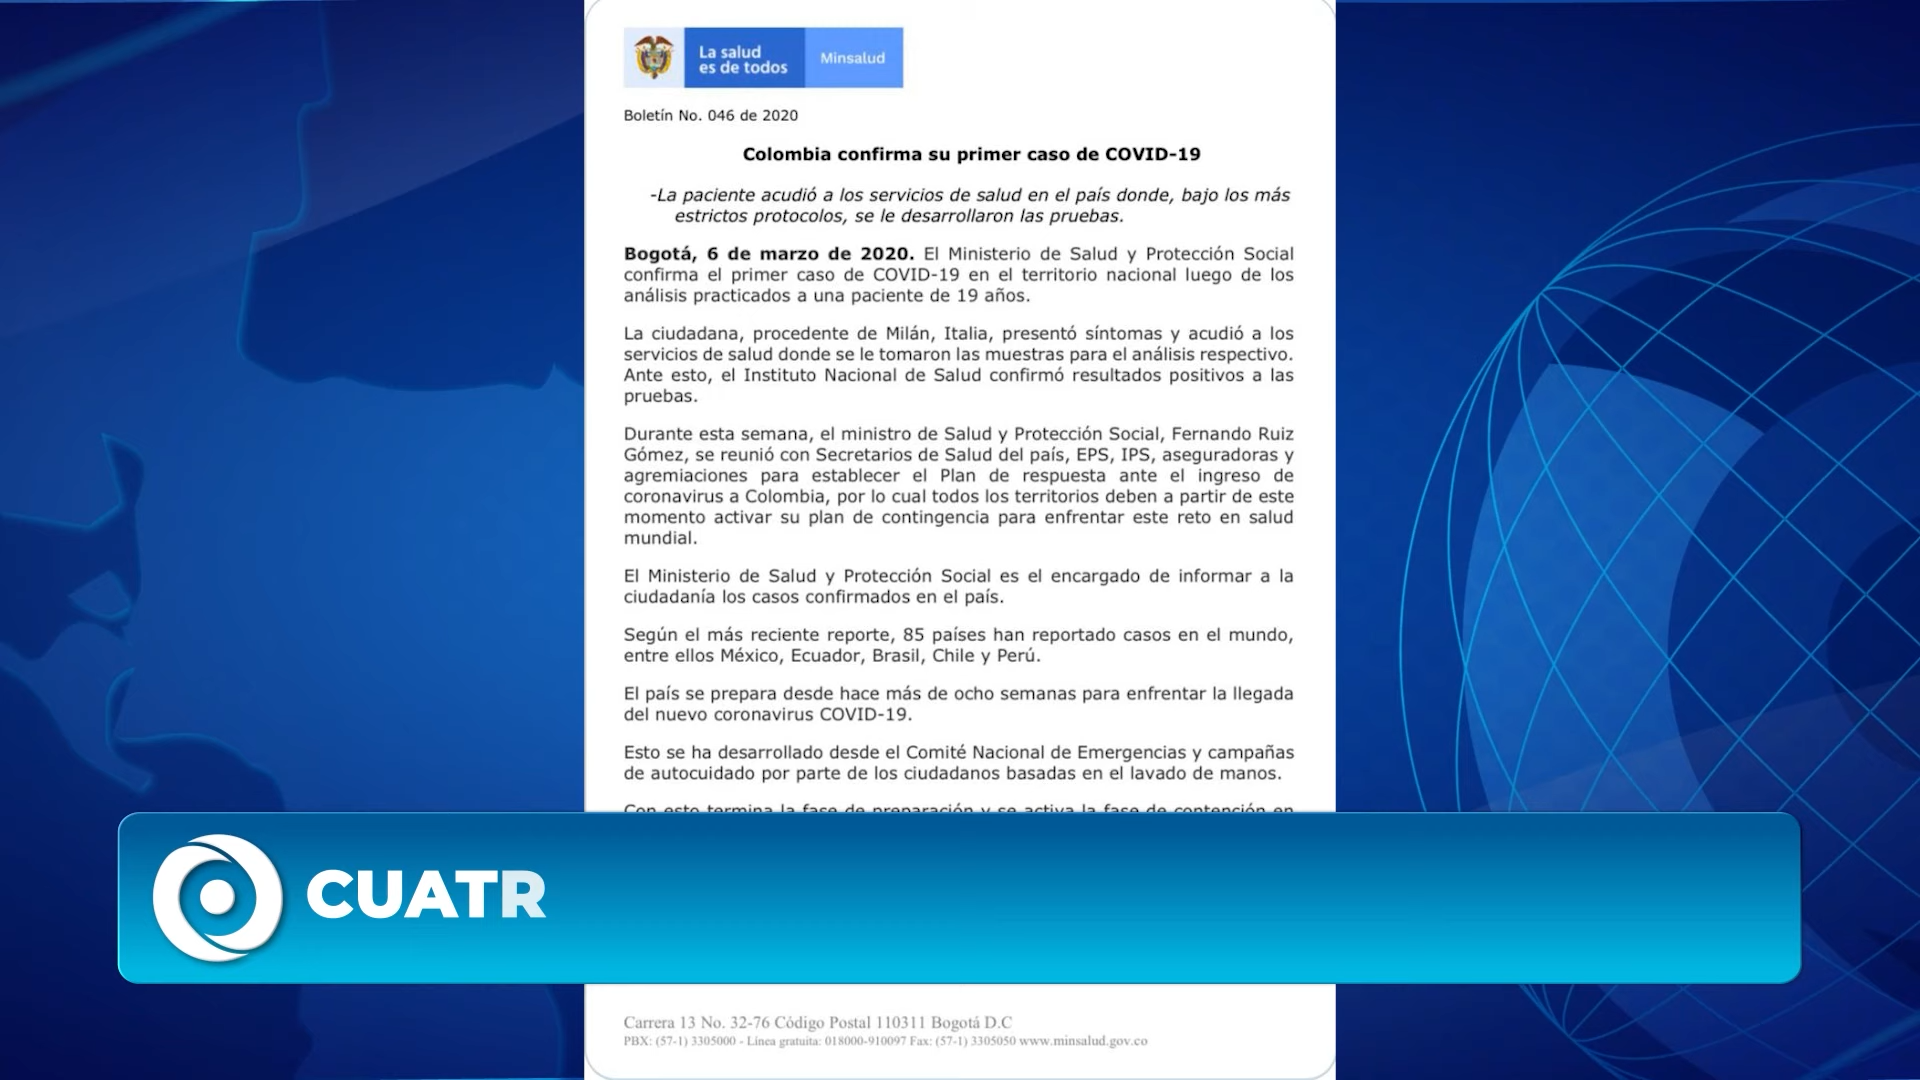 La salud
es de todos
Minsalud
Boletín No. 046 de 2020
Colombia confirma su primer caso de COVID-19
-La paciente acudió a los servicios de salud en el país donde, bajo los más
estrictos protocolos, se le desarrollaron las pruebas.
Bogotá, 6 de marzo de 2020. El Ministerio de Salud y Protección Social
confirma el primer caso de COVID-19 en el territorio nacional luego de los
análisis practicados a una paciente de 19 años.
La ciudadana, procedente de Milán, Italia, presentó síntomas y acudió a los
servicios de salud donde se le tomaron las muestras para el análisis respectivo.
Ante esto, el Instituto Nacional de Salud confirmó resultados positivos a las
pruebas.
Durante esta semana, el ministro de Salud y Protección Social, Fernando Ruiz
Gómez, se reunió con Secretarios de Salud del país, EPS, IPS, aseguradoras y
agremiaciones para establecer el Plan de respuesta ante el ingreso de
coronavirus a Colombia, por lo cual todos los territorios deben a partir de este
momento activar su plan de contingencia para enfrentar este reto en salud
mundial.
El Ministerio de Salud y Protección Social es el encargado de informar a la
ciudadanía los casos confirmados en el país.
Según el más reciente reporte, 85 países han reportado casos en el mundo,
entre ellos México, Ecuador, Brasil, Chile y Perú.
El país se prepara desde hace más de ocho semanas para enfrentar la llegada
del nuevo coronavirus COVID-19.
Esto se ha desarrollado desde el Comité Nacional de Emergencias y campañas
de autocuidado por parte de los ciudadanos basadas en el lavado de manos.
Con esto termina la fase de preparación y se activa la fase de contención en
CUATR
Carrera 13 No. 32-76 Código Postal 110311 Bogotá D.C
PBX: (57-1) 3305000 - Línea gratuita: 018000-910097 Fax: (57-1) 3305050 www.minsalud.gov.co